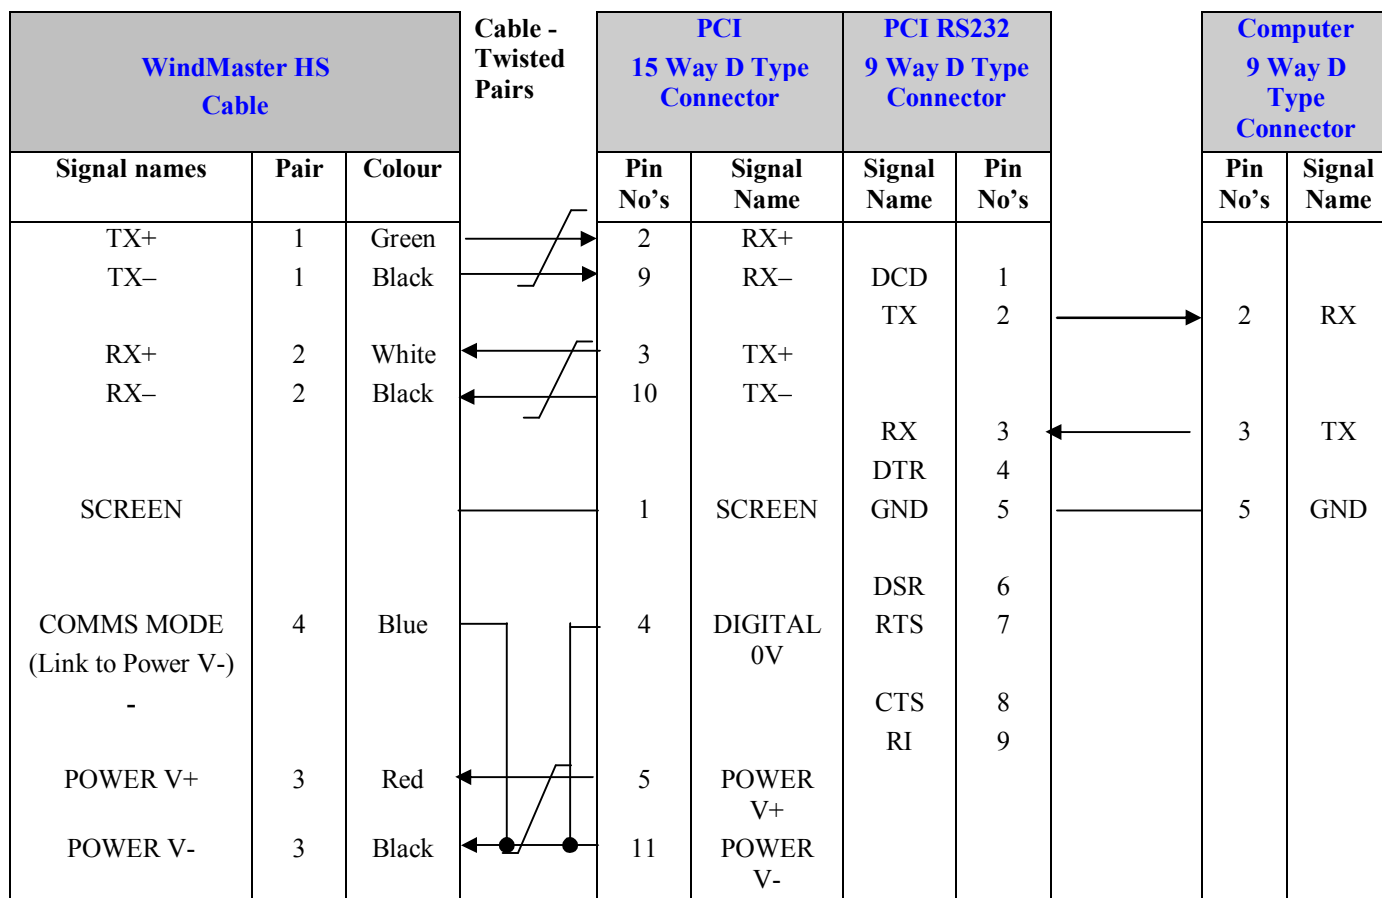 WindMaster HS
Cable
Cable -
Twisted
Pairs
PCI
15 Way D Type
Connector
PCI RS232
9 Way D Type
Connector
Computer
9 Way D
Type
Connector
Signal names Pair Colour Pin
No’s Signal
Name Signal
Name Pin
No’s Pin
No’s Signal
Name
TX+ 1 Green 2 RX+
TX– 1 Black 9 RX– DCD 1
TX 2 2 RX
RX+ 2 White 3 TX+
RX– 2 Black 10 TX–
RX 3 3 TX
DTR 4
SCREEN 1 SCREEN GND 5 5 GND
DSR 6
COMMS MODE 4 Blue 4 DIGITAL
0V RTS 7
(Link to Power V-)
- CTS 8
RI 9
POWER V+ 3 Red 5 POWER
V+
POWER V- 3 Black 11 POWER
V-